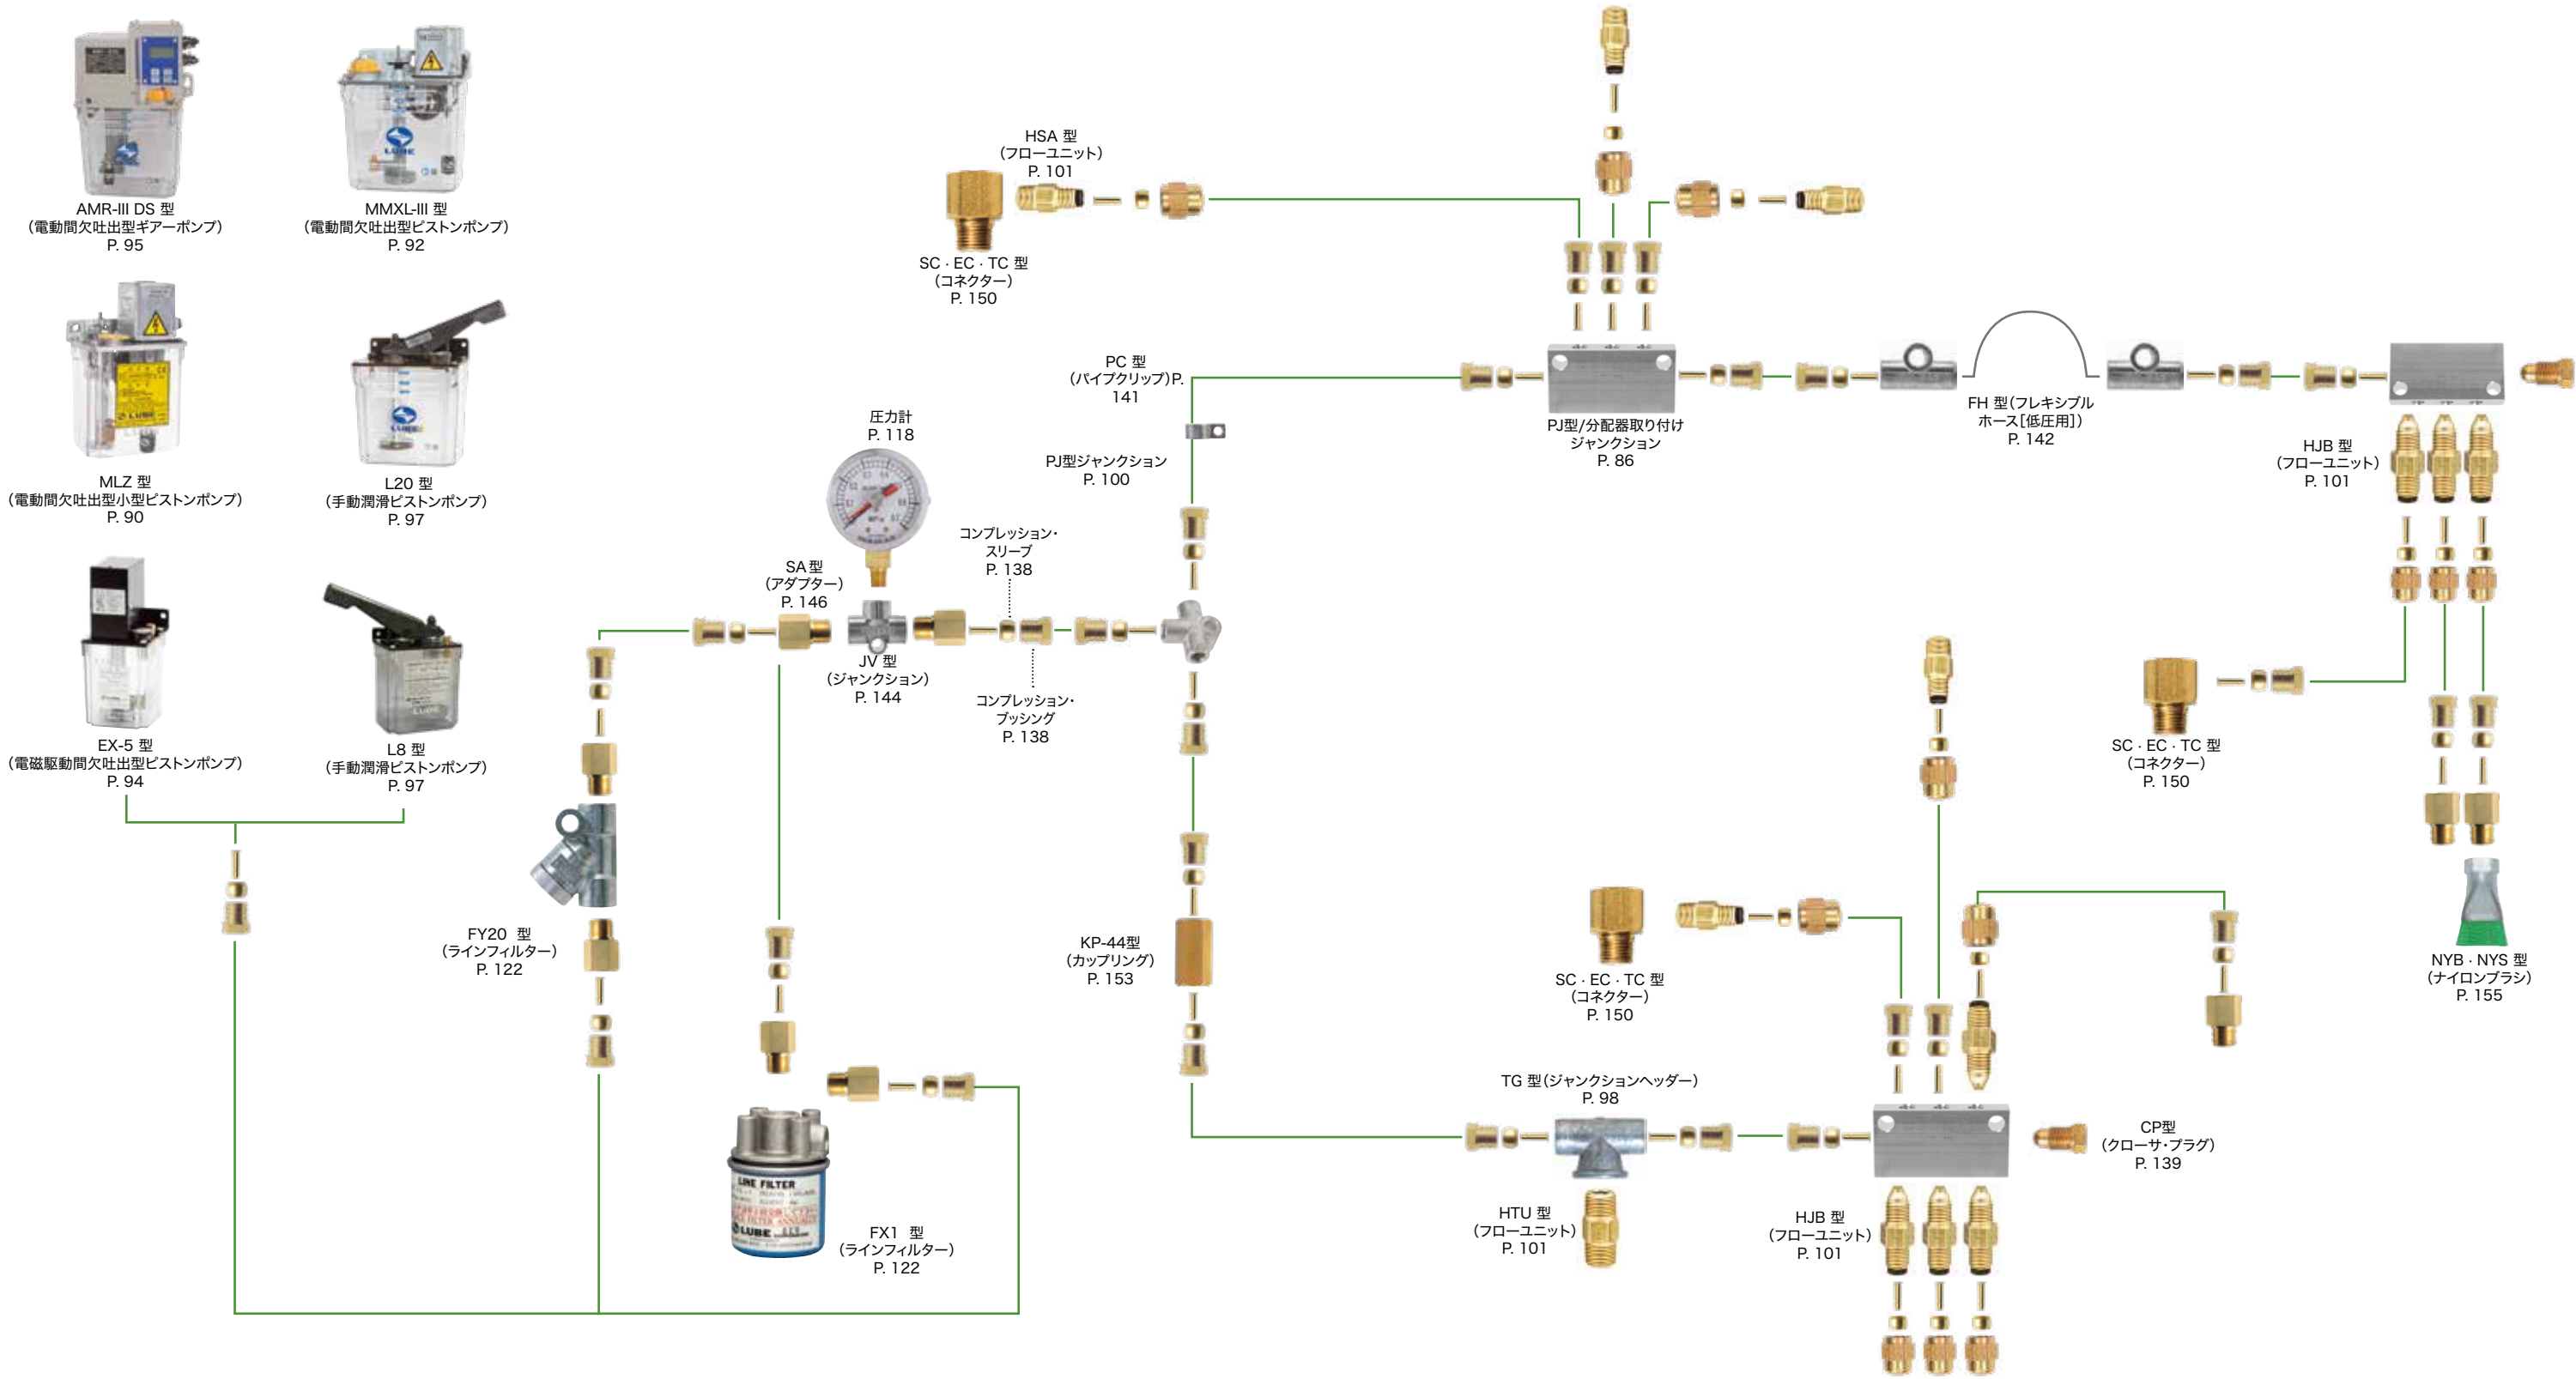 AMR-III DS 型
（電動間欠吐出型ギアーポンプ）
P. 95
MMXL-III 型
（電動間欠吐出型ピストンポンプ）
P. 92
MLZ 型
（電動間欠吐出型小型ピストンポンプ）
P. 90
L20 型
（手動潤滑ピストンポンプ）
P. 97
EX-5 型
（電磁駆動間欠吐出型ピストンポンプ）
P. 94
L8 型
（手動潤滑ピストンポンプ）
P. 97
FY20 型
（ラインフィルター）
P. 122
LINE FILTER
LUBE
FX1 型
（ラインフィルター）
P. 122
SA型
（アダプター）
P. 146
圧力計
P. 118
JV 型
（ジャンクション）
P. 144
コンプレッション・
スリーブ
P. 138
コンプレッション・
ブッシング
P. 138
HSA 型
（フローユニット）
P. 101
SC・EC・TC 型
（コネクター）
P. 150
PC 型
（パイプクリップ）P.
141
PJ型ジャンクション
P. 100
KP-44型
（カップリング）
P. 153
PJ型/分配器取り付け
ジャンクション
P. 86
FH 型（フレキシブル
ホース［低圧用］）
P. 142
HJB 型
（フローユニット）
P. 101
SC・EC・TC 型
（コネクター）
P. 150
NYB・NYS 型
（ナイロンブラシ）
P. 155
SC・EC・TC 型
（コネクター）
P. 150
TG 型（ジャンクションヘッダー）
P. 98
HTU 型
（フローユニット）
P. 101
HJB 型
（フローユニット）
P. 101
CP型
（クローサ・プラグ）
P. 139